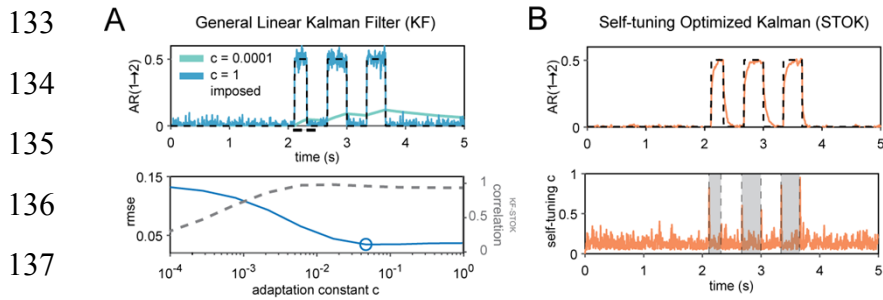 133
134
135
136
137
A
General Linear Kalman Filter (KF)
AR(1→2)
0.5
0
c = 0.0001
c = 1
imposed
0 1 2 3 4 5
time (s)
rmse
0.15
0.05
10-4 10-3 10-2 10-1 100
adaptation constant c
1
0.5
0
correlation KF-STOK
B
Self-tuning Optimized Kalman (STOK)
AR(1→2)
0.5
0
0 1 2 3 4 5
self-tuning c
1
0.5
0
0 1 2 3 4 5
time (s)